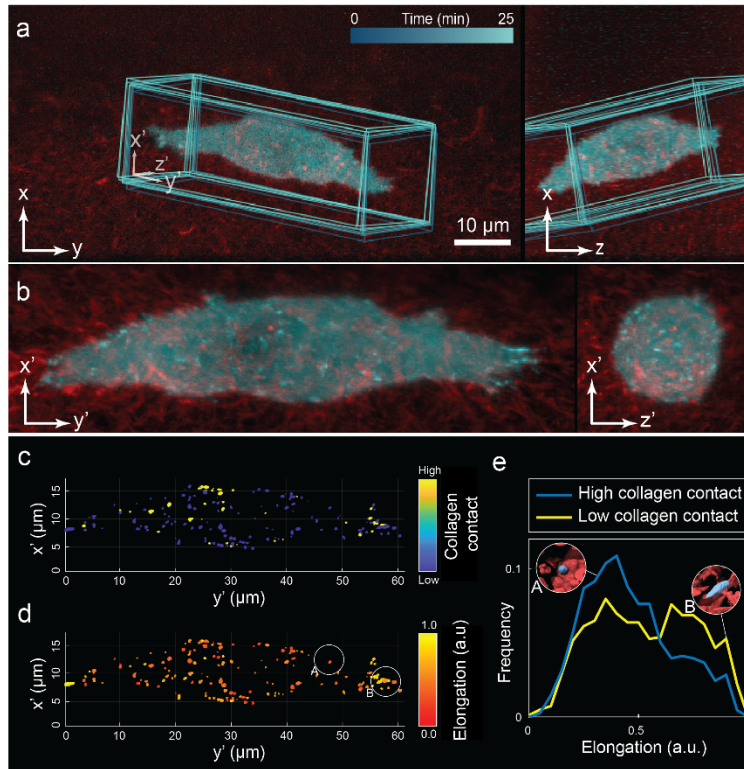 a
0 Time (min) 25
x'
z'
y'
x
y
10 µm
x
z
b
x'
y'
x'
z'
c
15
10
5
x' (µm)
0 10 20 30 40 50 60
y' (µm)
High
Low
Collagen
contact
d
15
10
5
x' (µm)
0 10 20 30 40 50 60
y' (µm)
A
B
1.0
0.0
Elongation (a.u)
e
High collagen contact
Low collagen contact
0.1
0
Frequency
A
B
0.5
1
Elongation (a.u.)